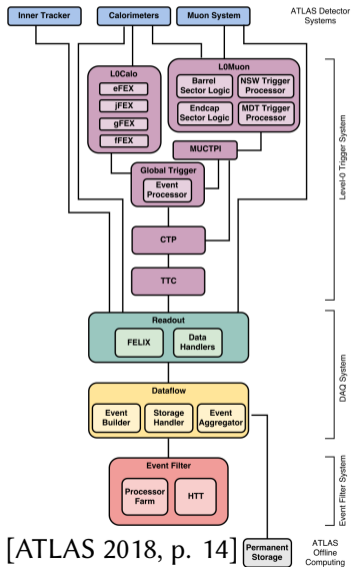 Inner Tracker
Calorimeters
Muon System
ATLAS Detector
Systems
L0Calo
eFEX
jFEX
gFEX
fFEX
L0Muon
Barrel
Sector Logic
NSW Trigger
Processor
Endcap
Sector Logic
MDT Trigger
Processor
MUCTPI
Global Trigger
Event
Processor
CTP
TTC
Level-0 Trigger System
Readout
FELIX
Data
Handlers
Dataflow
Event
Builder
Storage
Handler
Event
Aggregator
DAQ System
Event Filter
Processor
Farm
HTT
Event Filter System
[ATLAS 2018, p. 14]
Permanent
Storage
ATLAS
Offline
Computing